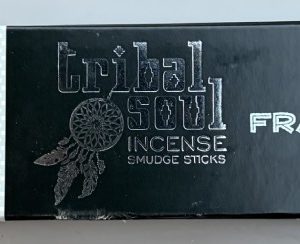 tribal
soul
INCENSE
SMUDGE STICKS
FRA